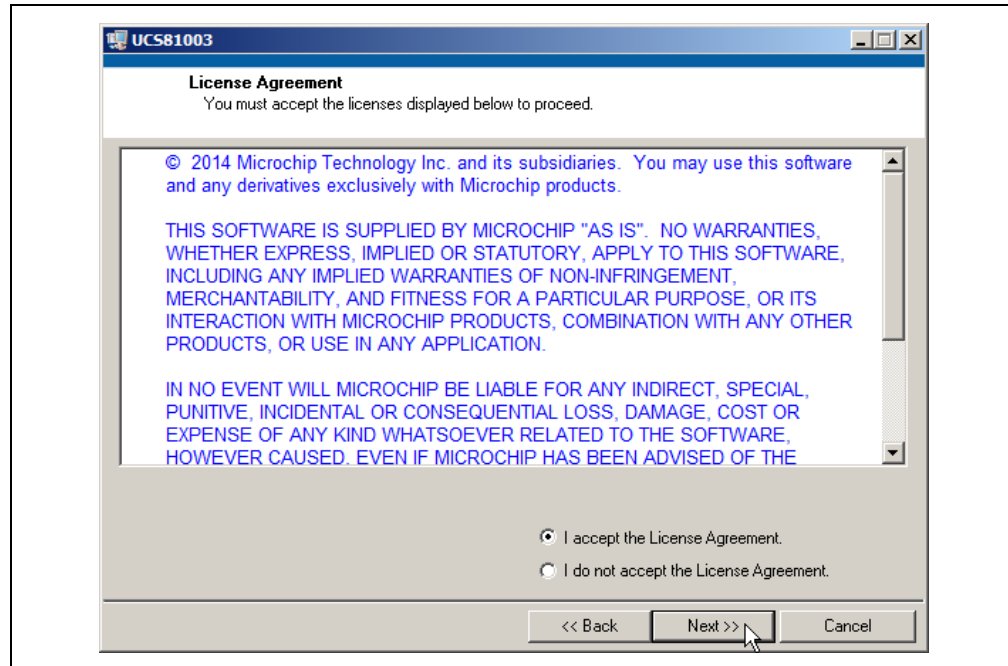 UCS81003
License Agreement
You must accept the licenses displayed below to proceed.
© 2014 Microchip Technology Inc. and its subsidiaries. You may use this software
and any derivatives exclusively with Microchip products.
THIS SOFTWARE IS SUPPLIED BY MICROCHIP "AS IS". NO WARRANTIES,
WHETHER EXPRESS, IMPLIED OR STATUTORY, APPLY TO THIS SOFTWARE,
INCLUDING ANY IMPLIED WARRANTIES OF NON-INFRINGEMENT,
MERCHANTABILITY, AND FITNESS FOR A PARTICULAR PURPOSE, OR ITS
INTERACTION WITH MICROCHIP PRODUCTS, COMBINATION WITH ANY OTHER
PRODUCTS, OR USE IN ANY APPLICATION.
IN NO EVENT WILL MICROCHIP BE LIABLE FOR ANY INDIRECT, SPECIAL,
PUNITIVE, INCIDENTAL OR CONSEQUENTIAL LOSS, DAMAGE, COST OR
EXPENSE OF ANY KIND WHATSOEVER RELATED TO THE SOFTWARE,
HOWEVER CAUSED, EVEN IF MICROCHIP HAS BEEN ADVISED OF THE
I accept the License Agreement.
I do not accept the License Agreement.
<< Back Next >> Cancel